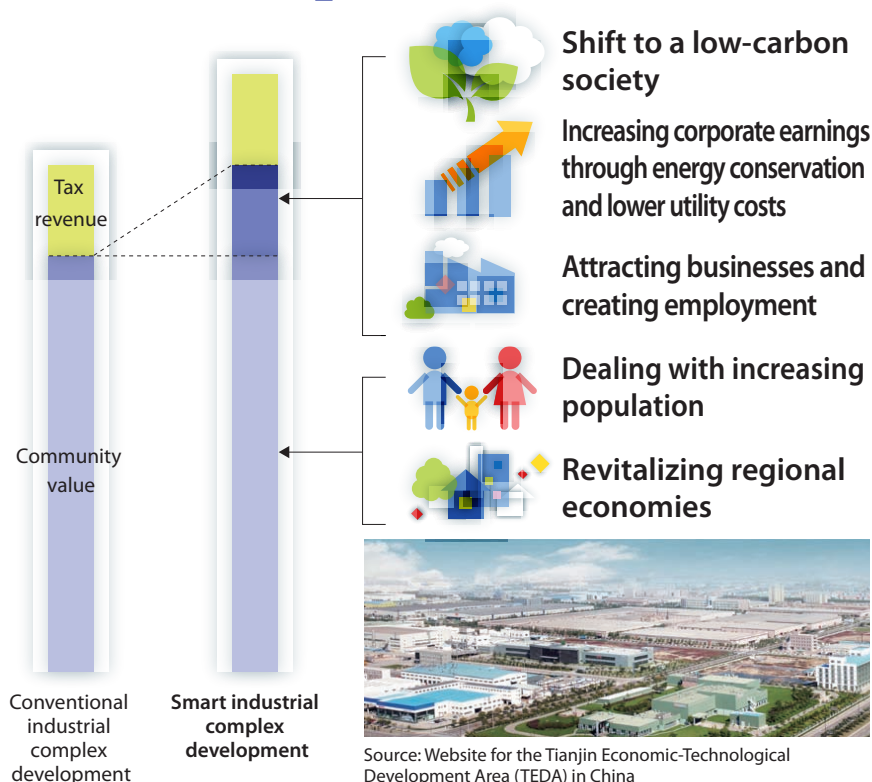 Shift to a low-carbon
society
Increasing corporate earnings
through energy conservation
and lower utility costs
Attracting businesses and
creating employment
Dealing with increasing
population
Revitalizing regional
economies
Tax
revenue
Community
value
Conventional
industrial
complex
development
Smart industrial
complex
development
Source: Website for the Tianjin Economic-Technological
Development Area (TEDA) in China